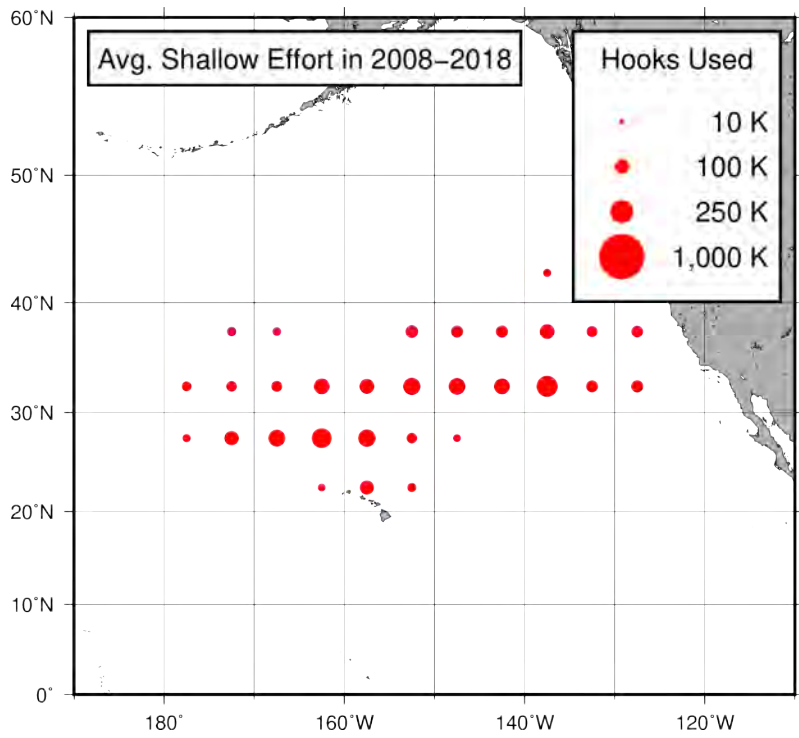 Avg. Shallow Effort in 2008–2018
Hooks Used
10 K
100 K
250 K
1,000 K
60˚N
50˚N
40˚N
30˚N
20˚N
10˚N
0˚
180˚
160˚W
140˚W
120˚W